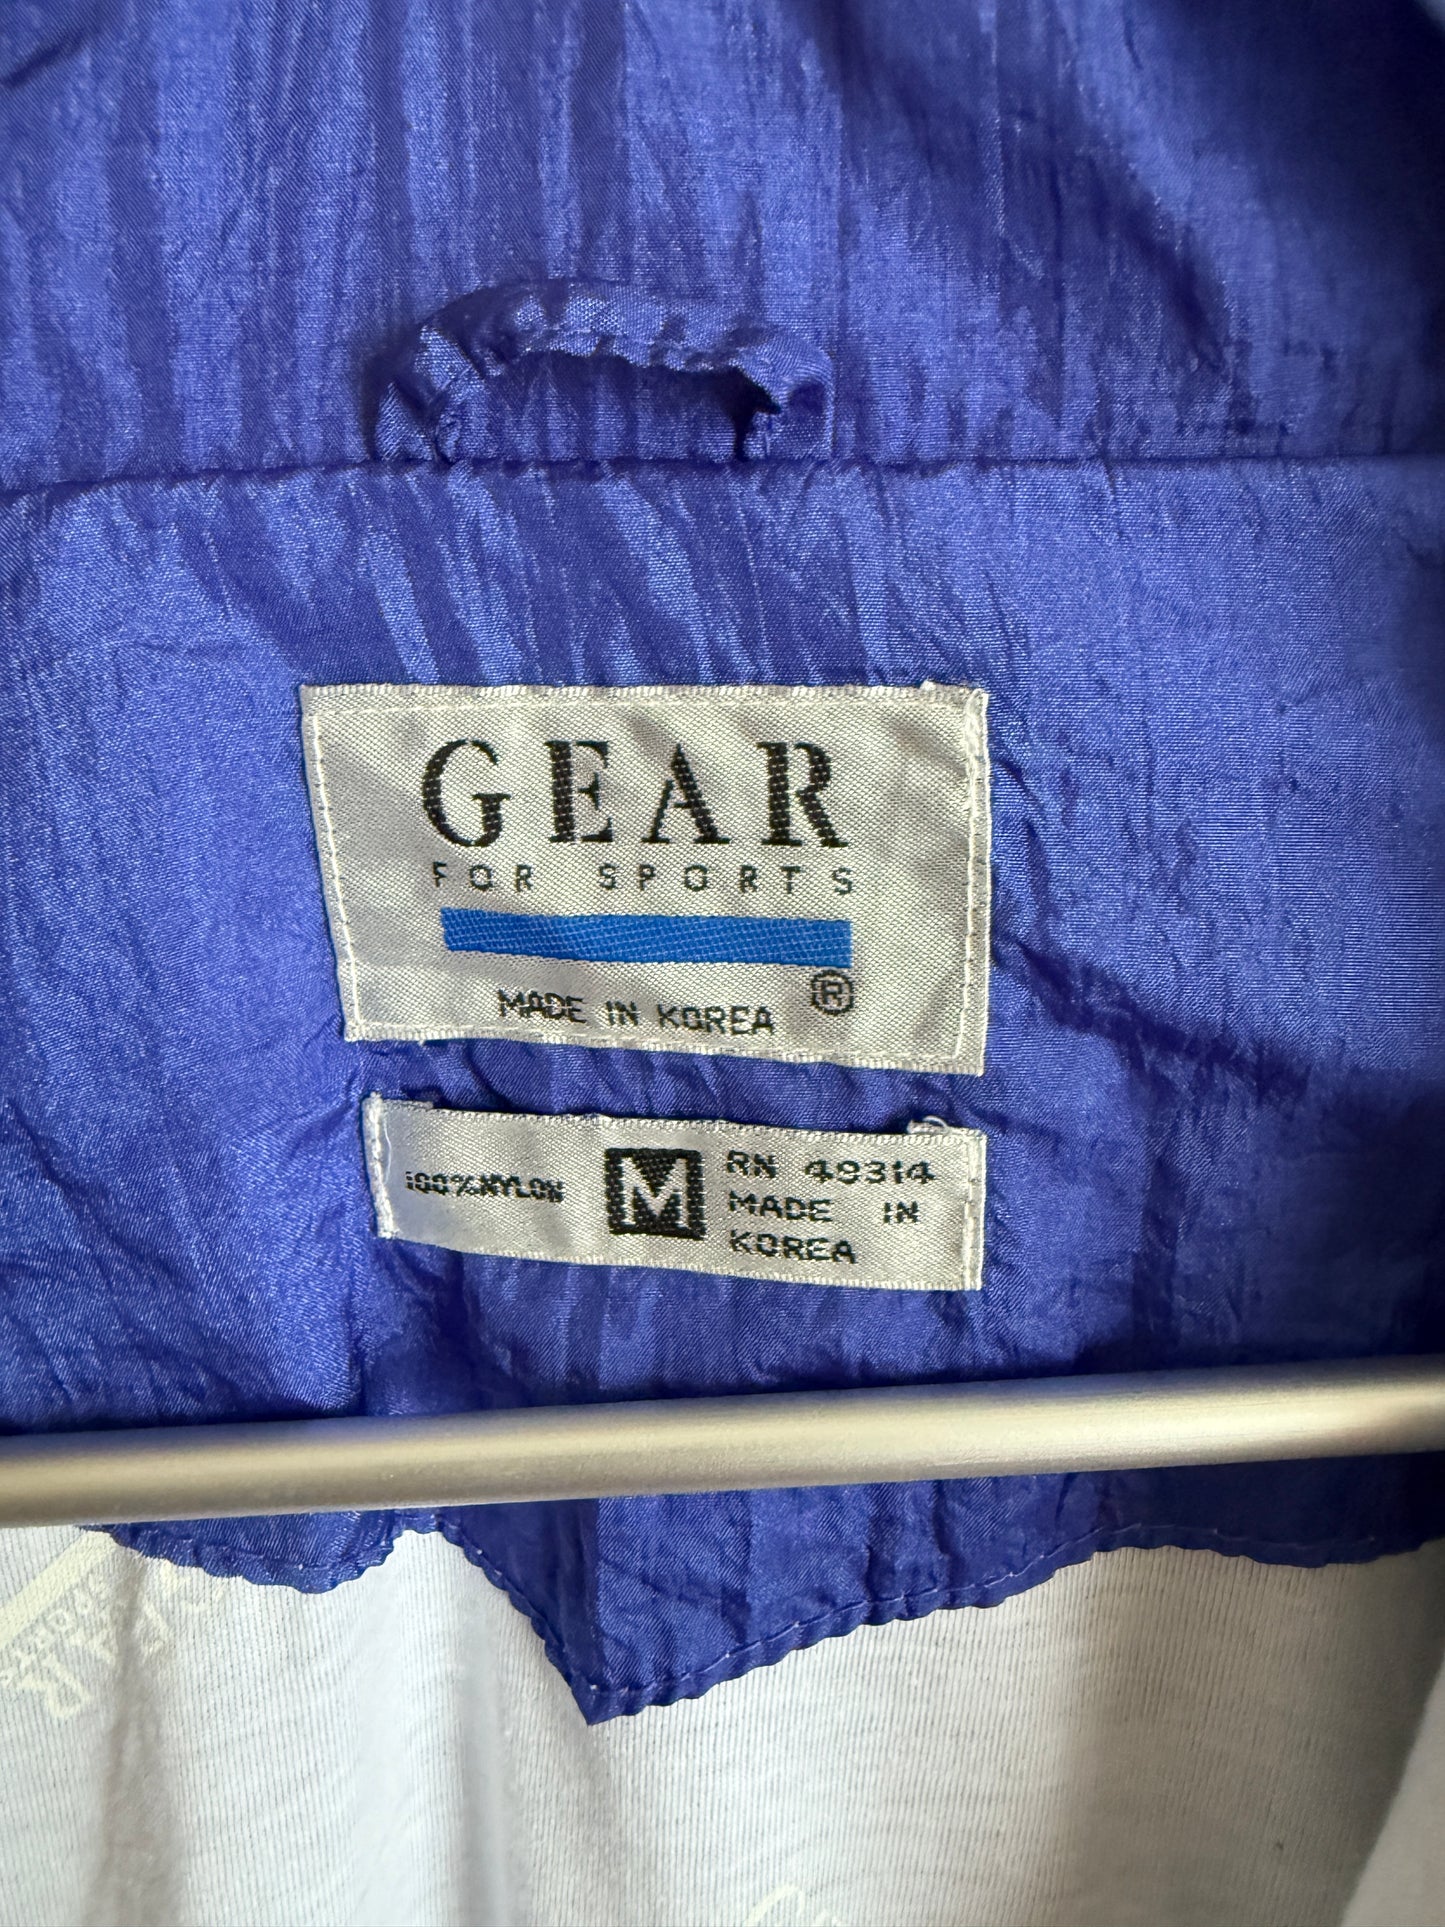 GEAR
FOR SPORTS
®
MADE IN KOREA
100% NYLON
M
RN 49314
MADE IN
KOREA